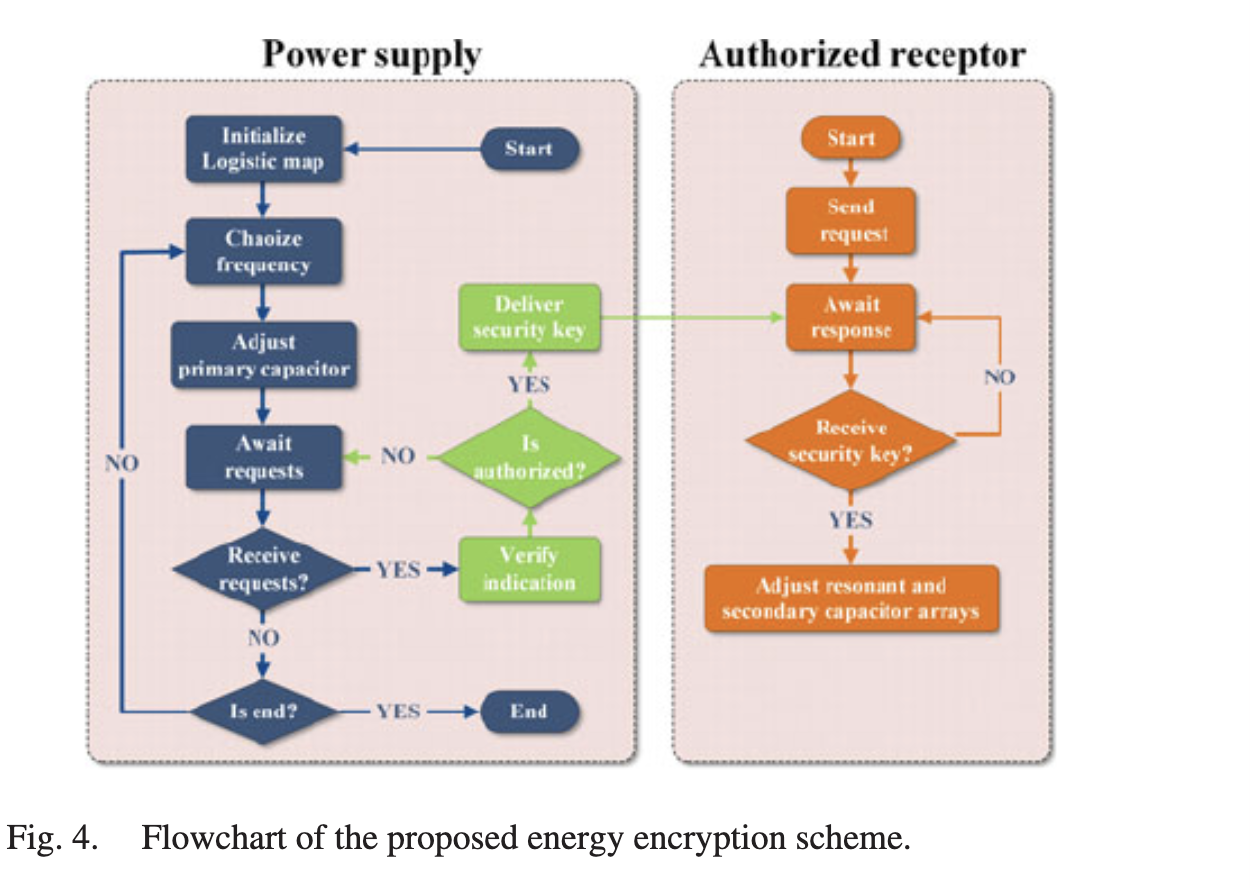 Power supply
Authorized receptor
Initialize
Logistic map
Start
Chaoize
frequency
Adjust
primary capacitor
Await
requests
Receive
requests?
YES
NO
Is end?
YES
End
NO
Verify
indication
Is
authorized?
NO
YES
Deliver
security key
Start
Send
request
Await
response
Receive
security key?
NO
YES
Adjust resonant and
secondary capacitor arrays
Fig. 4. Flowchart of the proposed energy encryption scheme.